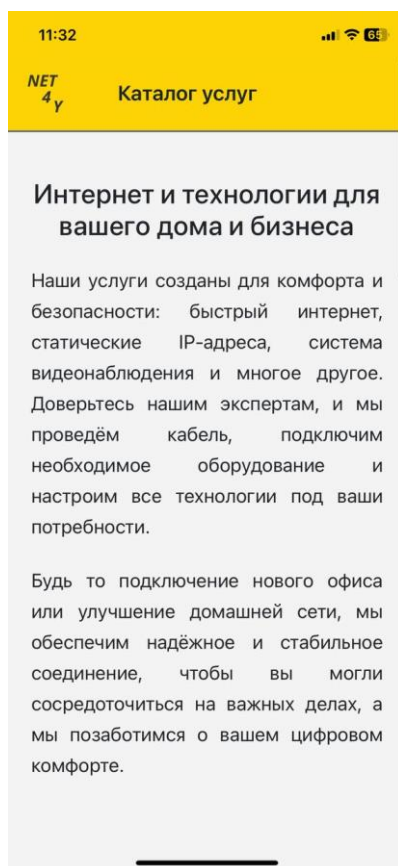 11:32
65
NET
4
Y
Каталог услуг
Интернет и технологии для
вашего дома и бизнеса
Наши услуги созданы для комфорта и
безопасности: быстрый интернет,
статические IP-адреса, система
видеонаблюдения и многое другое.
Доверьтесь нашим экспертам, и мы
проведём кабель, подключим
необходимое оборудование и
настроим все технологии под ваши
потребности.
Будь то подключение нового офиса
или улучшение домашней сети, мы
обеспечим надёжное и стабильное
соединение, чтобы вы могли
сосредоточиться на важных делах, а
мы позаботимся о вашем цифровом
комфорте.